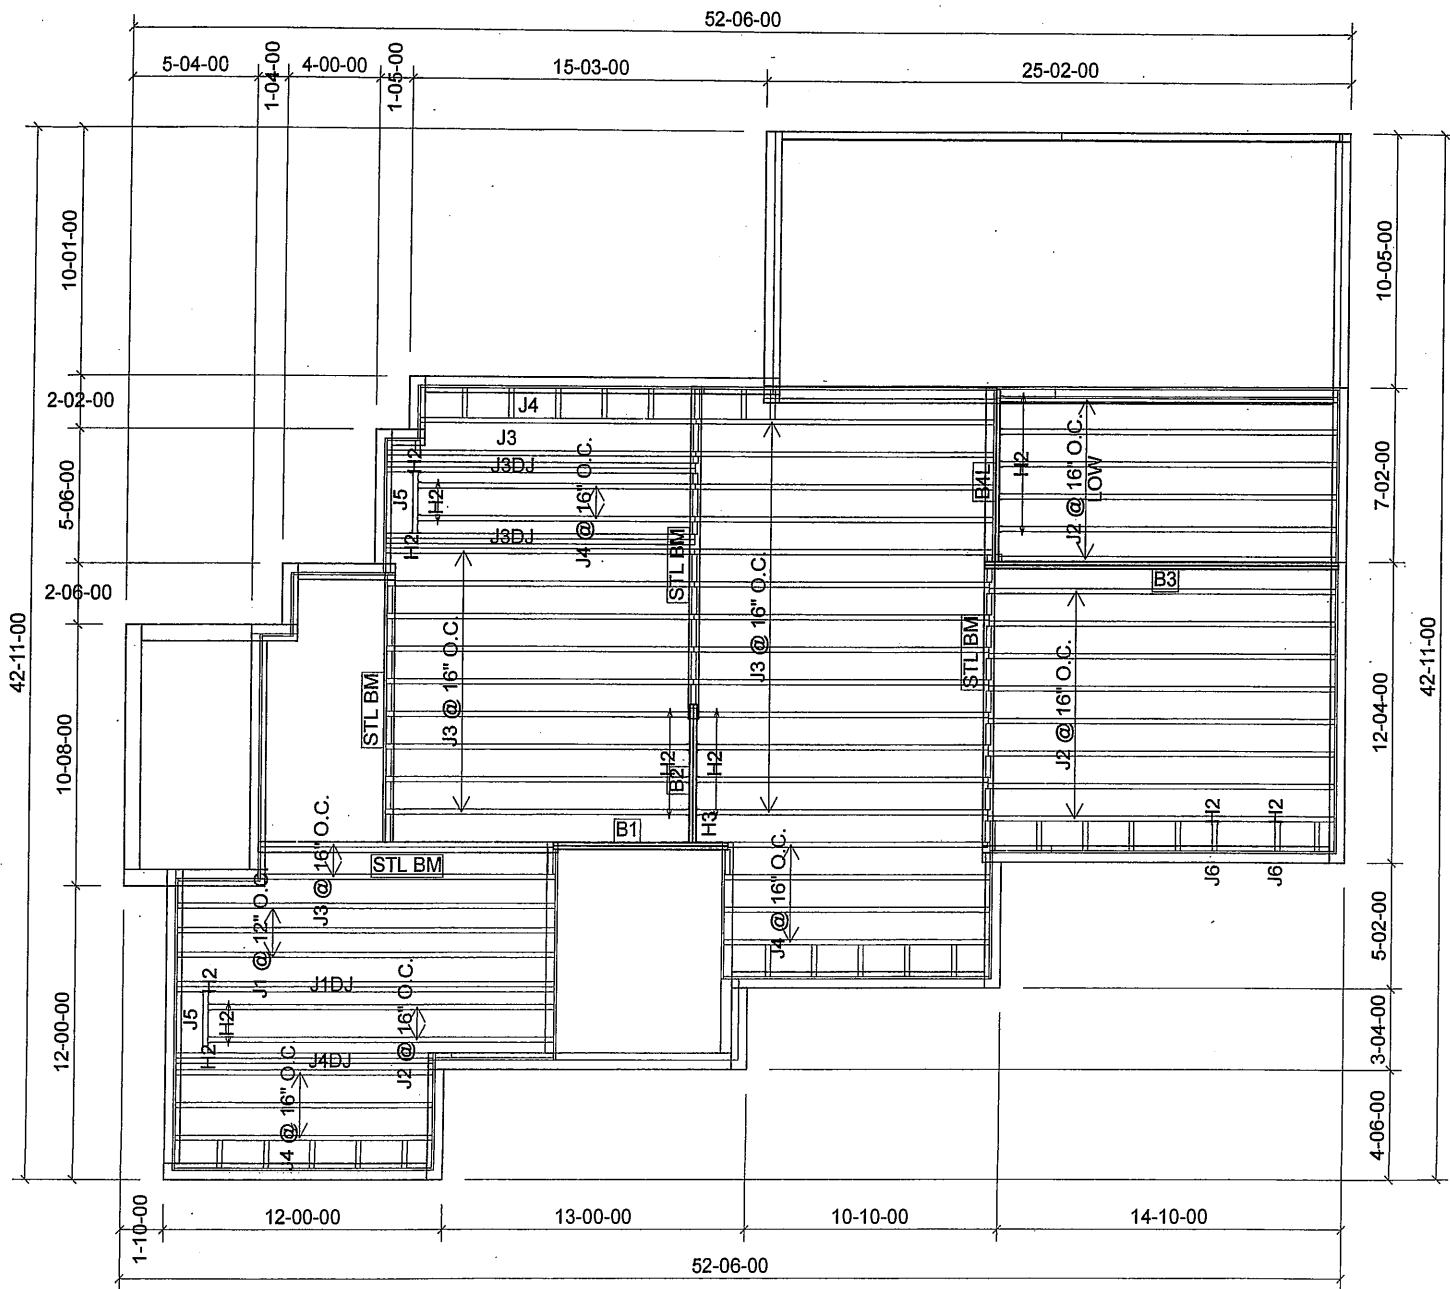 52-06-00
5-04-00
1-04-00
4-00-00
1-05-00
15-03-00
25-02-00
42-11-00
10-01-00
2-02-00
5-06-00
2-06-00
10-08-00
12-00-00
10-05-00
7-02-00
12-04-00
5-02-00
3-04-00
4-06-00
42-11-00
J4
J3
H2
J3DJ
J5
H2
J4 @ 16" O.C.
H2
J3DJ
STL BM
B4L
H2
J2 @ 16" O.C.
LOW
B3
J3 @ 16" O.C.
J3 @ 16" O.C.
STL BM
STL BM
J2 @ 16" O.C.
H2
B2
H2
B1
H3
H2
H2
J6
J6
STL BM
J3 @ 16" O.C.
J1 @ 12" O.C.
J4 @ 16" O.C.
H2
J1DJ
J5
H2
J2 @ 16" O.C.
H2
J4DJ
J4 @ 16" O.C
1-10-00
12-00-00
13-00-00
10-10-00
14-10-00
52-06-00